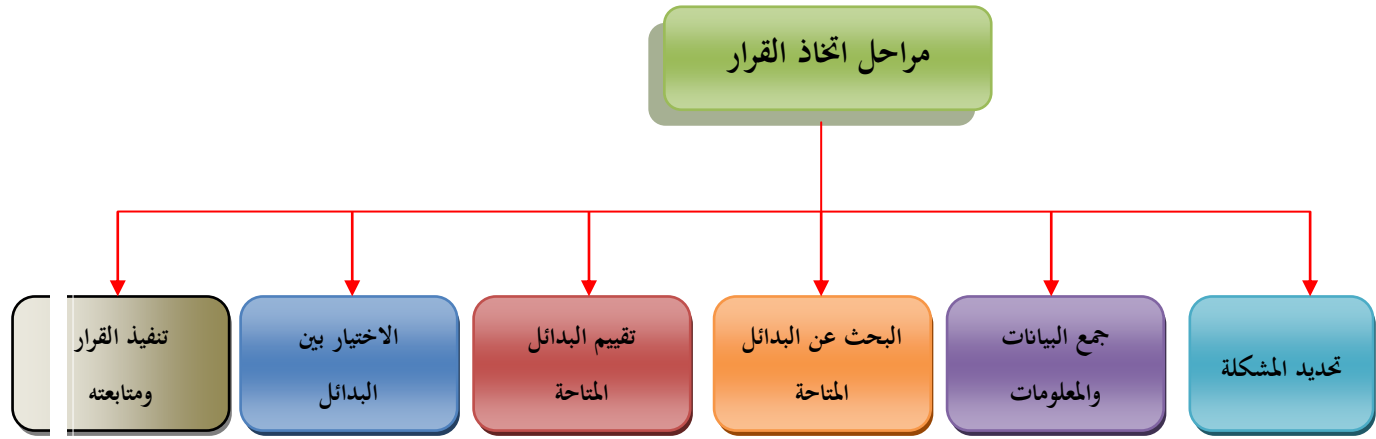 مراحل اتخاذ القرار
تحديد المشكلة
جمع البيانات
والمعلومات
البحث عن البدائل
المتاحة
تقييم البدائل
المتاحة
الاختيار بين
البدائل
تنفيذ القرار
ومتابعته